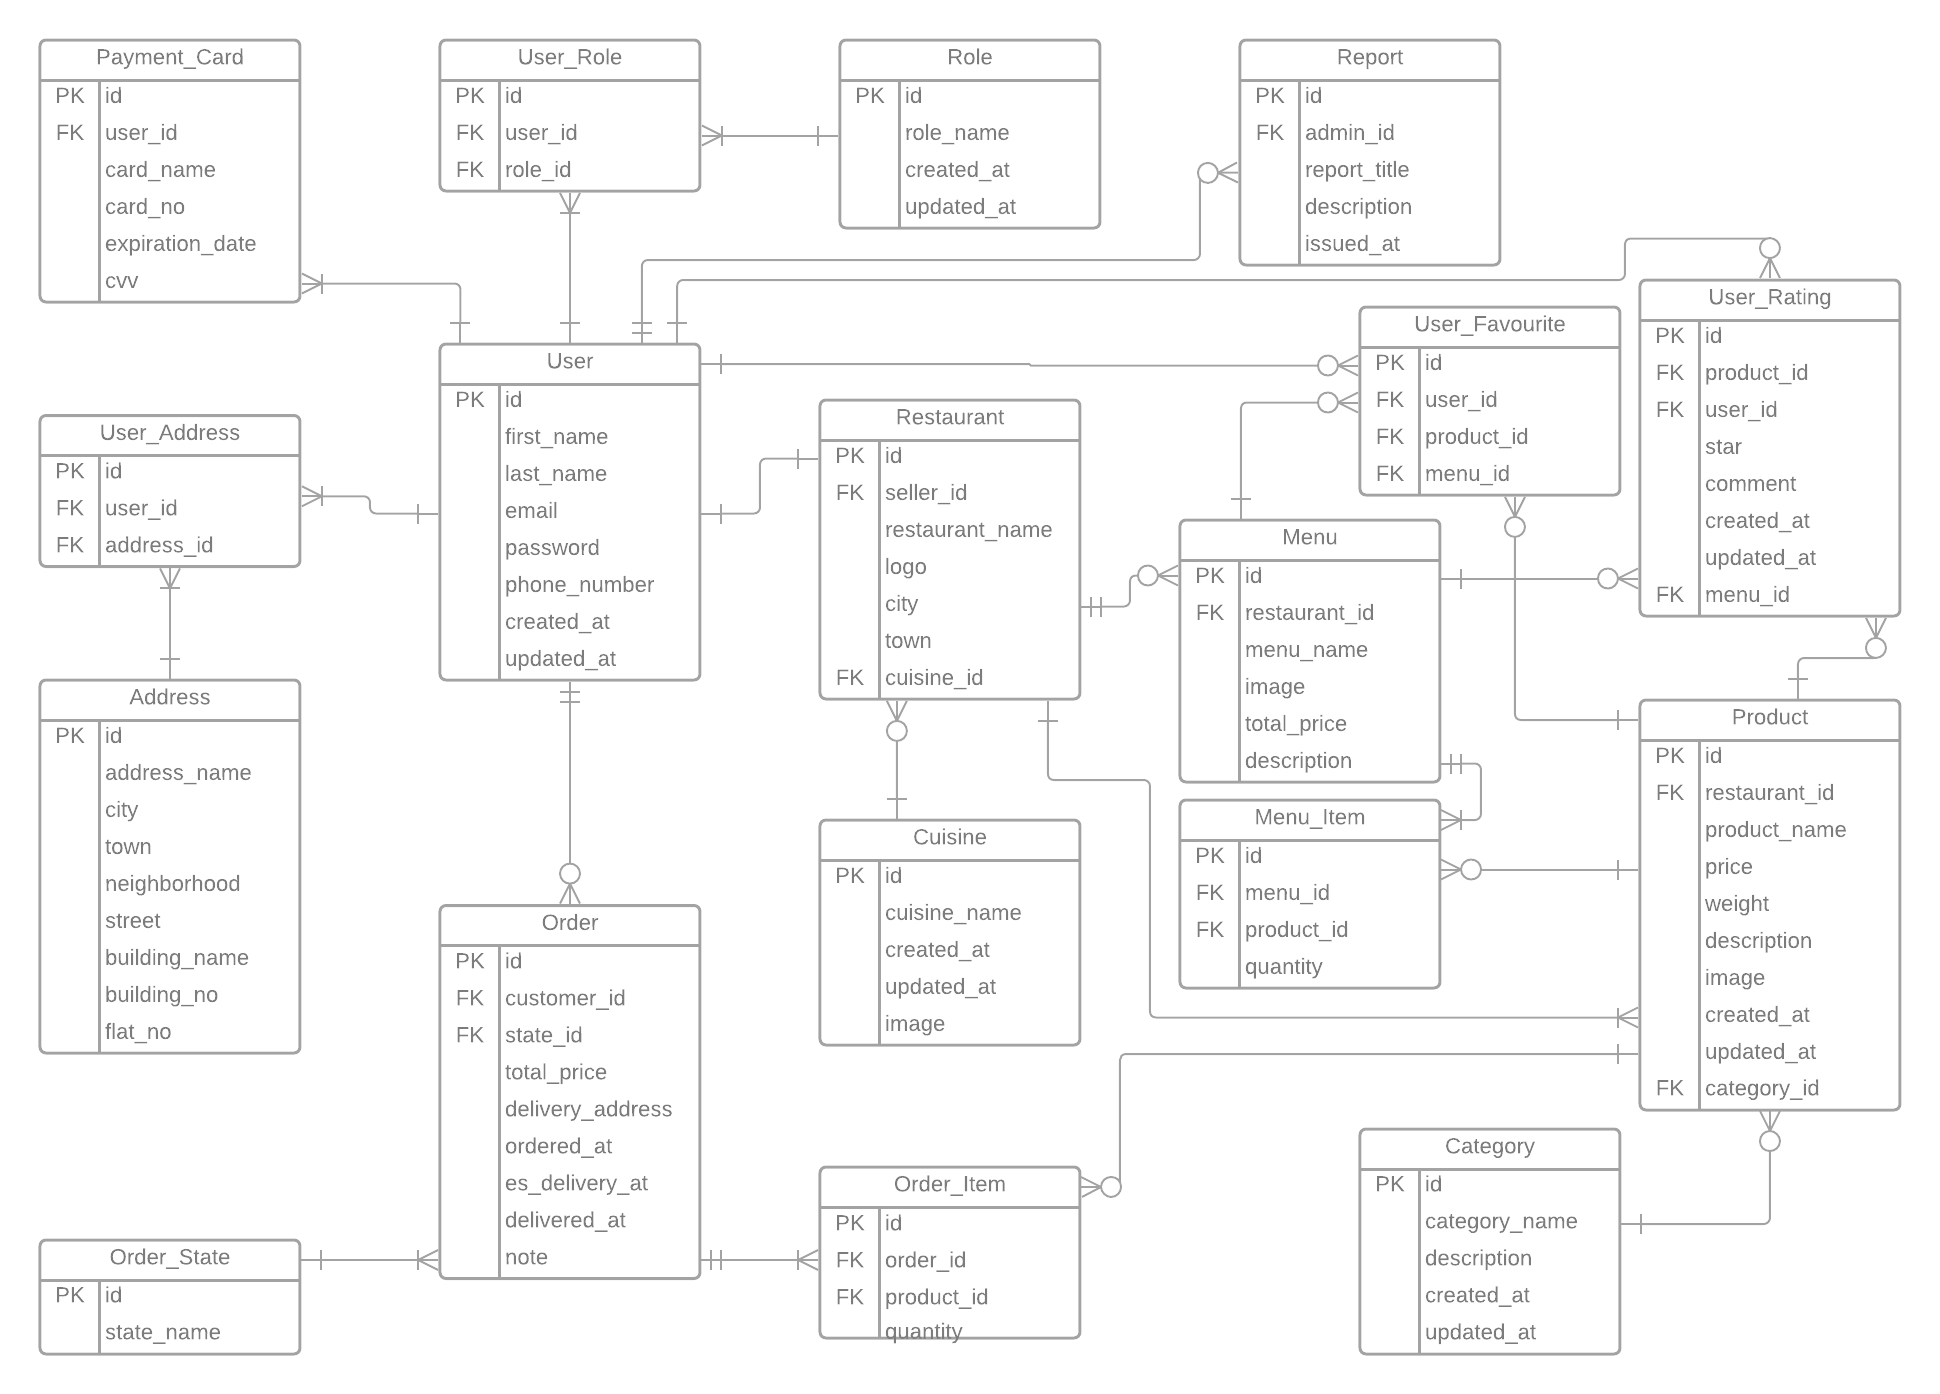 Payment_Card
PK id
FK user_id
card_name
card_no
expiration_date
cvv
User_Role
PK id
FK user_id
FK role_id
Role
PK id
role_name
created_at
updated_at
Report
PK id
FK admin_id
report_title
description
issued_at
User_Rating
PK id
FK product_id
FK user_id
star
comment
created_at
updated_at
FK menu_id
User_Favourite
PK id
FK user_id
FK product_id
FK menu_id
User
PK id
first_name
last_name
email
password
phone_number
created_at
updated_at
Restaurant
PK id
FK seller_id
restaurant_name
logo
city
town
FK cuisine_id
User_Address
PK id
FK user_id
FK address_id
Menu
PK id
FK restaurant_id
menu_name
image
total_price
description
Address
PK id
address_name
city
town
neighborhood
street
building_name
building_no
flat_no
Product
PK id
FK restaurant_id
product_name
price
weight
description
image
created_at
updated_at
FK category_id
Menu_Item
PK id
FK menu_id
FK product_id
quantity
Cuisine
PK id
cuisine_name
created_at
updated_at
image
Order
PK id
FK customer_id
FK state_id
total_price
delivery_address
ordered_at
es_delivery_at
delivered_at
note
Category
PK id
category_name
description
created_at
updated_at
Order_Item
PK id
FK order_id
FK product_id
quantity
Order_State
PK id
state_name